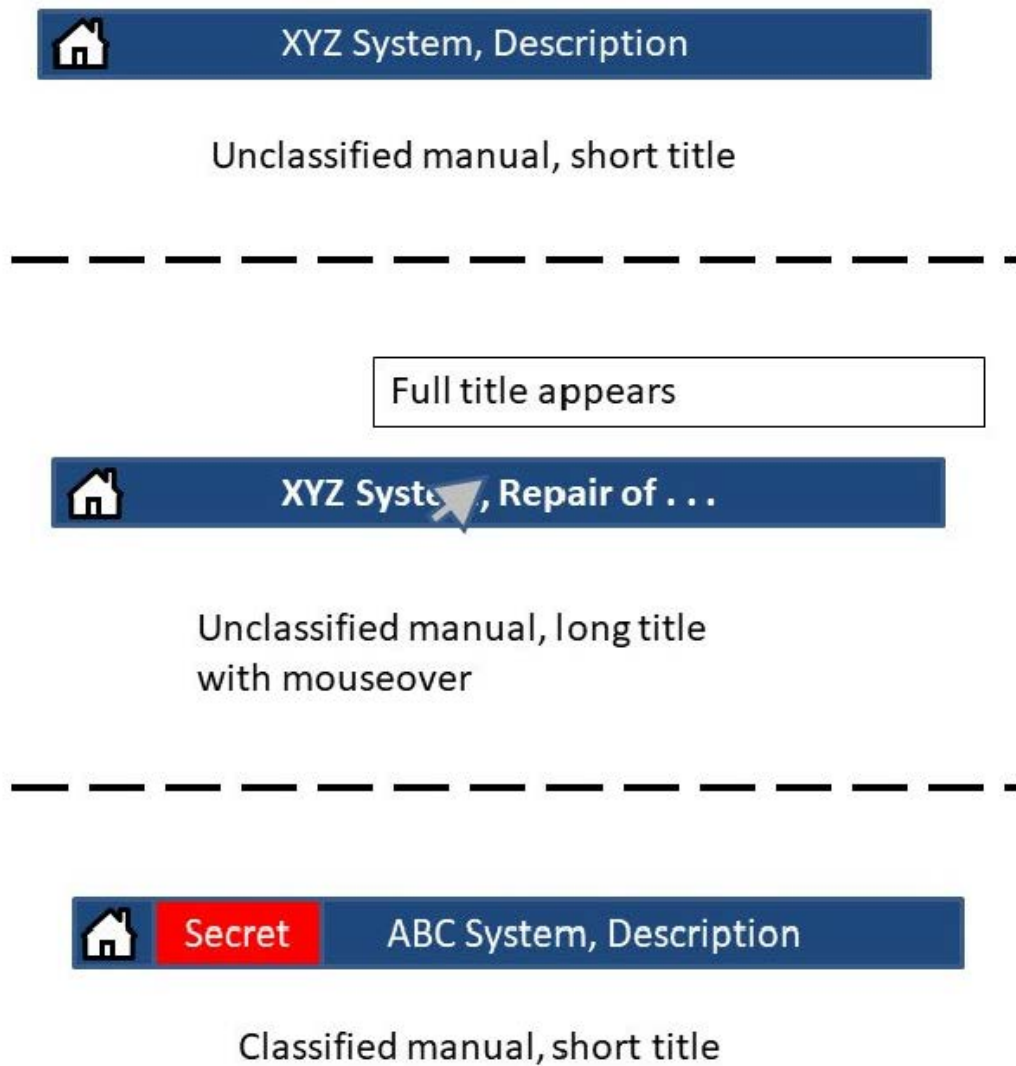 XYZ System, Description
Unclassified manual, short title
Full title appears
XYZ System, Repair of . . .
Unclassified manual, long title
with mouseover
Secret
ABC System, Description
Classified manual, short title